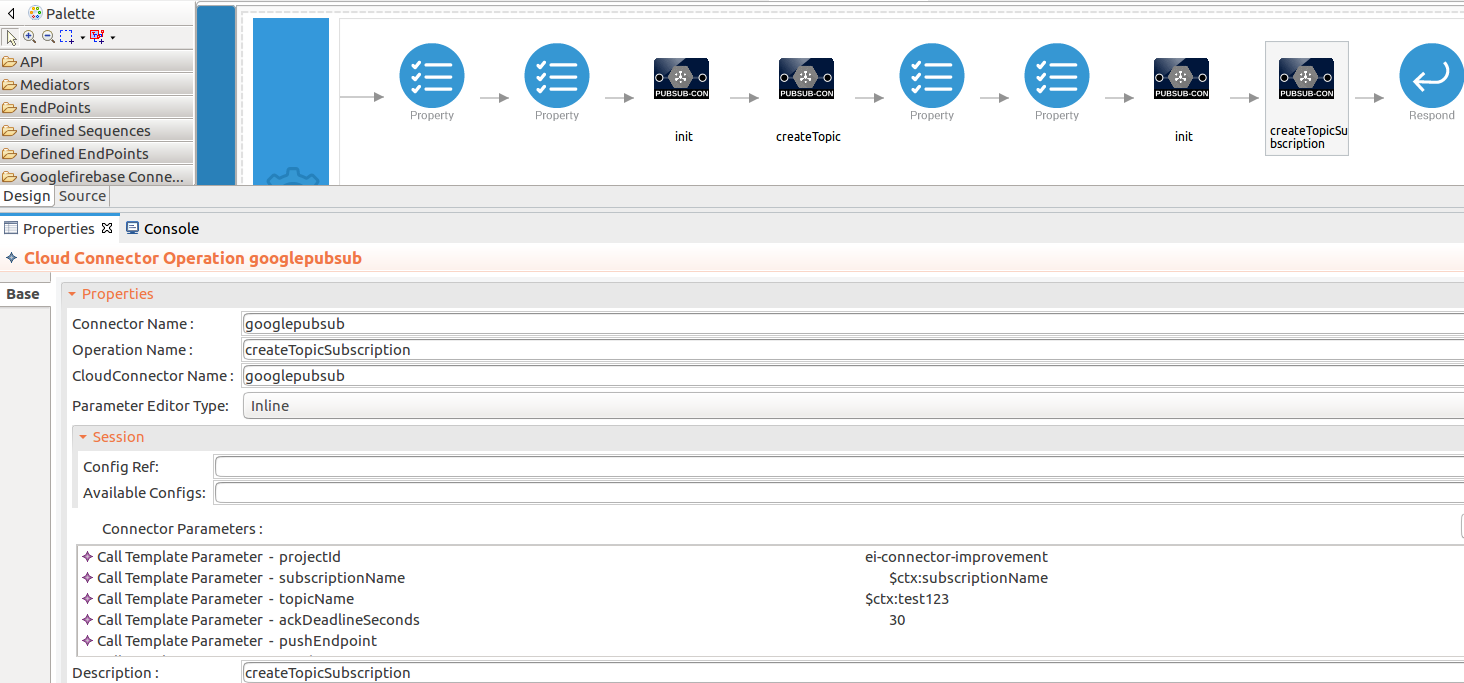 Palette
API
Mediators
EndPoints
Defined Sequences
Defined EndPoints
Googlefirebase Conne...
Property
Property
PUBSUB-CON
init
PUBSUB-CON
createTopic
Property
Property
PUBSUB-CON
init
PUBSUB-CON
createTopicSu
bscription
Respond
Design Source
Properties Console
Cloud Connector Operation googlepubsub
Base
Properties
Connector Name : googlepubsub
Operation Name : createTopicSubscription
CloudConnector Name : googlepubsub
Parameter Editor Type: Inline
Session
Config Ref:
Available Configs:
Connector Parameters :
Call Template Parameter - projectId ei-connector-improvement
Call Template Parameter - subscriptionName $ctx:subscriptionName
Call Template Parameter - topicName $ctx:test123
Call Template Parameter - ackDeadlineSeconds 30
Call Template Parameter - pushEndpoint
Description : createTopicSubscription